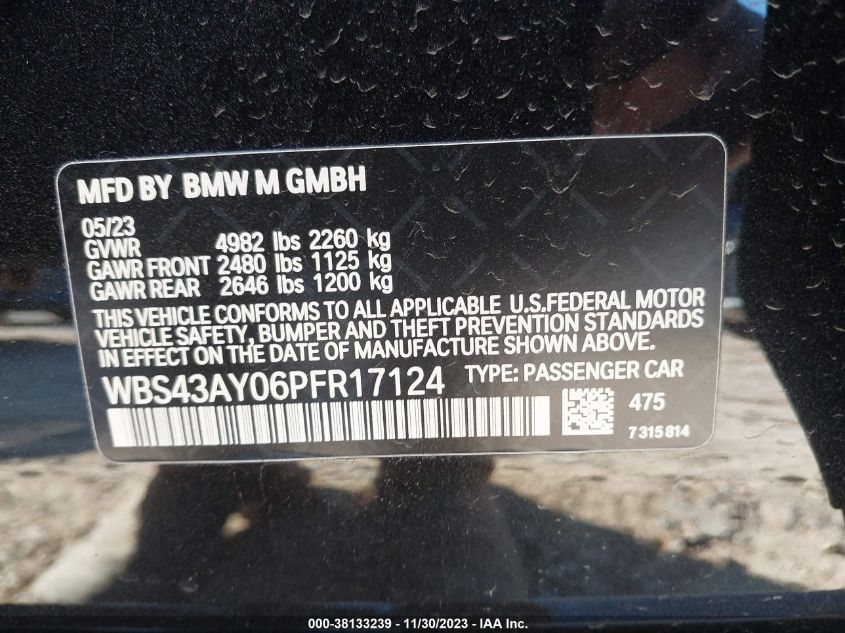 MFD BY BMW M GMBH
05/23
GVWR 4982 lbs 2260 kg
GAWR FRONT 2480 lbs 1125 kg
GAWR REAR 2646 lbs 1200 kg
THIS VEHICLE CONFORMS TO ALL APPLICABLE U.S.FEDERAL MOTOR
VEHICLE SAFETY, BUMPER AND THEFT PREVENTION STANDARDS
IN EFFECT ON THE DATE OF MANUFACTURE SHOWN ABOVE.
WBS43AY06PFR17124 TYPE: PASSENGER CAR
475
7315814
000-38133239 - 11/30/2023 - IAA Inc.